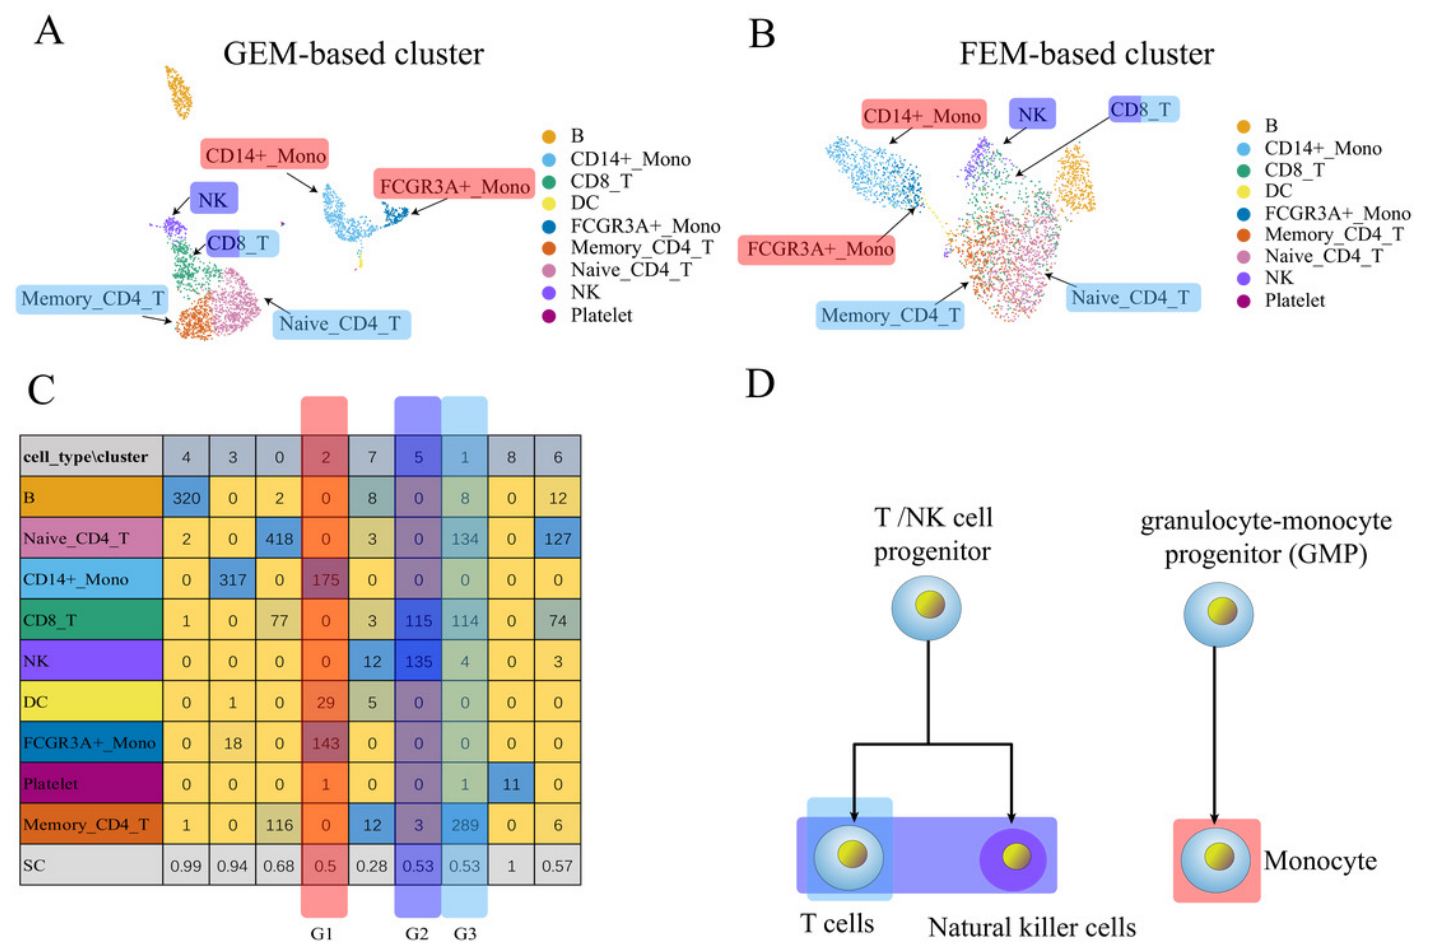 A
GEM-based cluster
CD14+_Mono
FCGR3A+_Mono
NK
CD8_T
Memory_CD4_T
Naive_CD4_T
B
CD14+_Mono
CD8_T
DC
FCGR3A+_Mono
Memory_CD4_T
Naive_CD4_T
NK
Platelet
B
FEM-based cluster
CD14+_Mono
NK
CD8_T
FCGR3A+_Mono
Memory_CD4_T
Naive_CD4_T
B
CD14+_Mono
CD8_T
DC
FCGR3A+_Mono
Memory_CD4_T
Naive_CD4_T
NK
Platelet
C
cell_type\cluster 4 3 0 2 7 5 1 8 6
B 320 0 2 0 8 0 8 0 12
Naive_CD4_T 2 0 418 0 3 0 134 0 127
CD14+_Mono 0 317 0 175 0 0 0 0 0
CD8_T 1 0 77 0 3 115 114 0 74
NK 0 0 0 0 12 135 4 0 3
DC 0 1 0 29 5 0 0 0 0
FCGR3A+_Mono 0 18 0 143 0 0 0 0 0
Platelet 0 0 0 1 0 0 1 11 0
Memory_CD4_T 1 0 116 0 12 3 289 0 6
SC 0.99 0.94 0.68 0.5 0.28 0.53 0.53 1 0.57
G1 G2 G3
D
T /NK cell
progenitor
granulocyte-monocyte
progenitor (GMP)
T cells
Natural killer cells
Monocyte